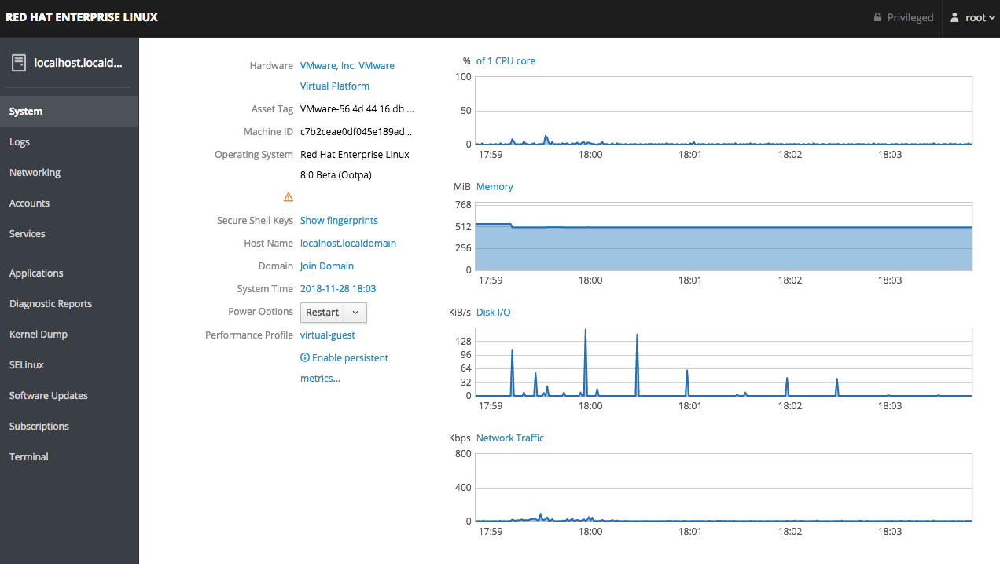 RED HAT ENTERPRISE LINUX
Privileged
root
localhost.locald...
System
Logs
Networking
Accounts
Services
Applications
Diagnostic Reports
Kernel Dump
SELinux
Software Updates
Subscriptions
Terminal
Hardware VMware, Inc. VMware
Virtual Platform
Asset Tag VMware-56 4d 44 16 db ...
Machine ID c7b2ceae0df045e189ad...
Operating System Red Hat Enterprise Linux
8.0 Beta (Ootpa)
Secure Shell Keys Show fingerprints
Host Name localhost.localdomain
Domain Join Domain
System Time 2018-11-28 18:03
Power Options Restart
Performance Profile virtual-guest
Enable persistent
metrics...
% of 1 CPU core
100
50
0
17:59 18:00 18:01 18:02 18:03
MiB Memory
768
512
256
0
17:59 18:00 18:01 18:02 18:03
KiB/s Disk I/O
128
96
64
32
0
17:59 18:00 18:01 18:02 18:03
Kbps Network Traffic
800
400
0
17:59 18:00 18:01 18:02 18:03